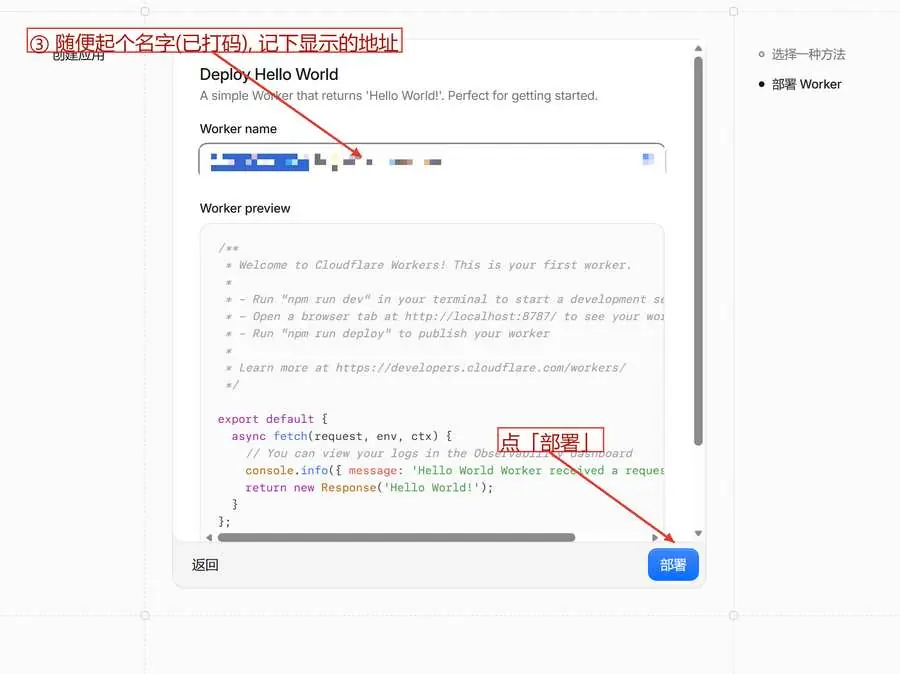 ③ 随便起个名字(已打码), 记下显示的地址
创建应用
Deploy Hello World
A simple Worker that returns 'Hello World!'. Perfect for getting started.
Worker name
Worker preview
/**
* Welcome to Cloudflare Workers! This is your first worker.
*
* - Run "npm run dev" in your terminal to start a development se
* - Open a browser tab at http://localhost:8787/ to see your wor
* - Run "npm run deploy" to publish your worker
*
* Learn more at https://developers.cloudflare.com/workers/
*/
export default {
async fetch(request, env, ctx) {
// You can view your logs in the Observability dashboard
console.info({ message: 'Hello World Worker received a reques
return new Response('Hello World!');
}
};
点「部署」
返回
部署
选择一种方法
部署 Worker